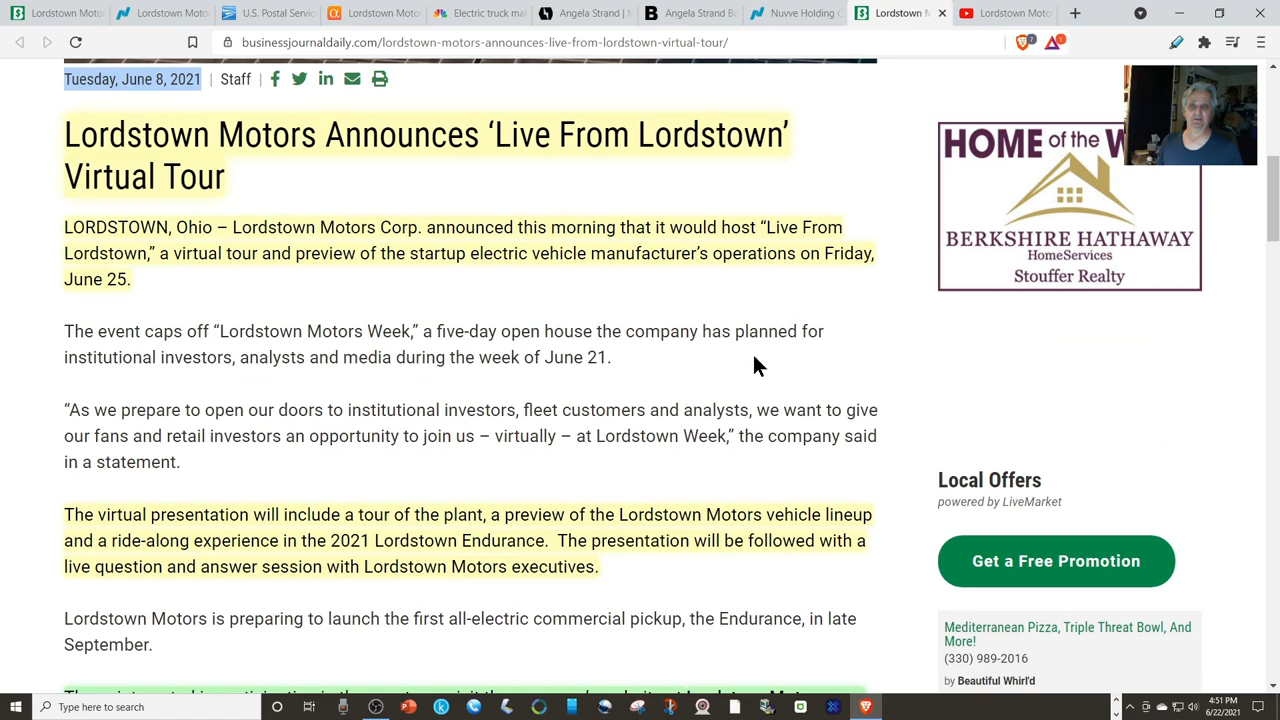 Lordstown M
Lordstown Motor
U.S. Postal Servic
Lordstown Motor
Electric truck mak
Angela Strand | M
Angela Strand Bo
Nuvve Holding C
Lordstown M
Lordstown Motor
businessjournaldaily.com/lordstown-motors-announces-live-from-lordstown-virtual-tour/
Tuesday, June 8, 2021 | Staff |
Lordstown Motors Announces ‘Live From Lordstown’
Virtual Tour
LORDSTOWN, Ohio – Lordstown Motors Corp. announced this morning that it would host “Live From
Lordstown,” a virtual tour and preview of the startup electric vehicle manufacturer’s operations on Friday,
June 25.
The event caps off “Lordstown Motors Week,” a five-day open house the company has planned for
institutional investors, analysts and media during the week of June 21.
“As we prepare to open our doors to institutional investors, fleet customers and analysts, we want to give
our fans and retail investors an opportunity to join us – virtually – at Lordstown Week,” the company said
in a statement.
The virtual presentation will include a tour of the plant, a preview of the Lordstown Motors vehicle lineup
and a ride-along experience in the 2021 Lordstown Endurance. The presentation will be followed with a
live question and answer session with Lordstown Motors executives.
Lordstown Motors is preparing to launch the first all-electric commercial pickup, the Endurance, in late
September.
HOME of the W
BERKSHIRE HATHAWAY
HomeServices
Stouffer Realty
Local Offers
powered by LiveMarket
Get a Free Promotion
Mediterranean Pizza, Triple Threat Bowl, And
More!
(330) 989-2016
by Beautiful Whirl'd
Type here to search
4:51 PM
6/22/2021